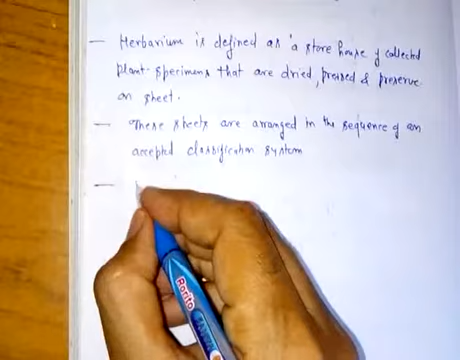 — Herbarium is defined as 'a store house of collected
plant specimens that are dried, pressed & preserve
on sheet.
— These sheets are arranged in the sequence of an
accepted classification system
—
Rorito